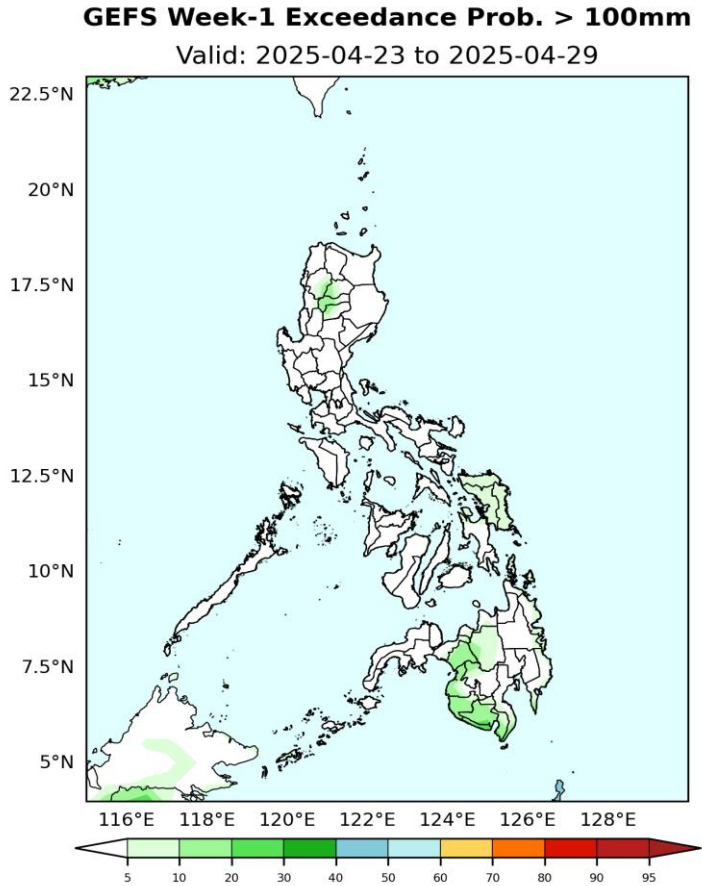 GEFS Week-1 Exceedance Prob. > 100mm
Valid: 2025-04-23 to 2025-04-29
22.5°N
20°N
17.5°N
15°N
12.5°N
10°N
7.5°N
5°N
116°E 118°E 120°E 122°E 124°E 126°E 128°E
5 10 20 30 40 50 60 70 80 90 95